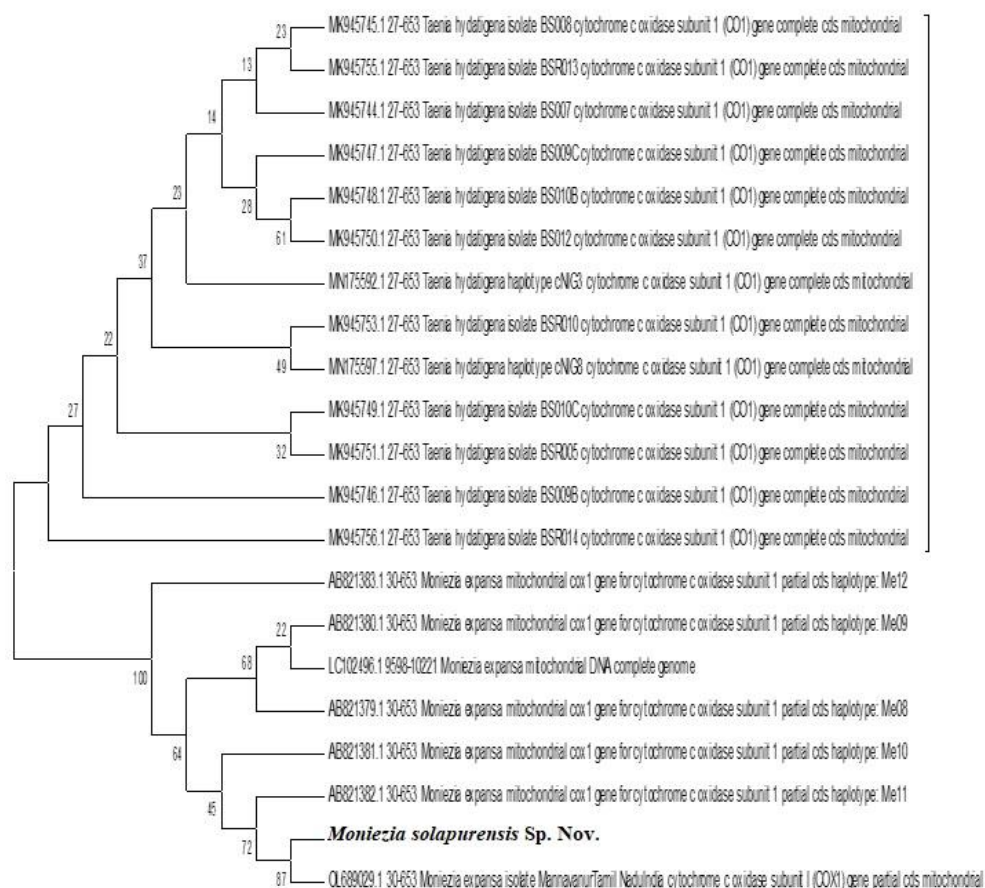 MK945745.1 27-653 Taenia hydatigena isolate BS008 cytochrome c oxidase subunit 1 (CO1) gene complete cds mitochondrial
23
MK945755.1 27-653 Taenia hydatigena isolate BSR013 cytochrome c oxidase subunit 1 (CO1) gene complete cds mitochondrial
13
MK945744.1 27-653 Taenia hydatigena isolate BS007 cytochrome c oxidase subunit 1 (CO1) gene complete cds mitochondrial
14
MK945747.1 27-653 Taenia hydatigena isolate BS009C cytochrome c oxidase subunit 1 (CO1) gene complete cds mitochondrial
23
MK945748.1 27-653 Taenia hydatigena isolate BS010B cytochrome c oxidase subunit 1 (CO1) gene complete cds mitochondrial
28
MK945750.1 27-653 Taenia hydatigena isolate BS012 cytochrome c oxidase subunit 1 (CO1) gene complete cds mitochondrial
61
37
MN175592.1 27-653 Taenia hydatigena haplotype cNIG3 cytochrome c oxidase subunit 1 (CO1) gene complete cds mitochondrial
MK945753.1 27-653 Taenia hydatigena isolate BSR010 cytochrome c oxidase subunit 1 (CO1) gene complete cds mitochondrial
22
MN175597.1 27-653 Taenia hydatigena haplotype cNIG8 cytochrome c oxidase subunit 1 (CO1) gene complete cds mitochondrial
49
27
MK945749.1 27-653 Taenia hydatigena isolate BS010C cytochrome c oxidase subunit 1 (CO1) gene complete cds mitochondrial
MK945751.1 27-653 Taenia hydatigena isolate BSR005 cytochrome c oxidase subunit 1 (CO1) gene complete cds mitochondrial
32
MK945746.1 27-653 Taenia hydatigena isolate BS009B cytochrome c oxidase subunit 1 (CO1) gene complete cds mitochondrial
MK945756.1 27-653 Taenia hydatigena isolate BSR014 cytochrome c oxidase subunit 1 (CO1) gene complete cds mitochondrial
AB821383.1 30-653 Moniezia expansa mitochondrial cox1 gene for cytochrome c oxidase subunit 1 partial cds haplotype: Me12
AB821380.1 30-653 Moniezia expansa mitochondrial cox1 gene for cytochrome c oxidase subunit 1 partial cds haplotype: Me09
22
LC102496.1 9598-10221 Moniezia expansa mitochondrial DNA complete genome
68
100
AB821379.1 30-653 Moniezia expansa mitochondrial cox1 gene for cytochrome c oxidase subunit 1 partial cds haplotype: Me08
64
AB821381.1 30-653 Moniezia expansa mitochondrial cox1 gene for cytochrome c oxidase subunit 1 partial cds haplotype: Me10
AB821382.1 30-653 Moniezia expansa mitochondrial cox1 gene for cytochrome c oxidase subunit 1 partial cds haplotype: Me11
45
Moniezia solapurensis Sp. Nov.
72
OL689029.1 30-653 Moniezia expansa isolate MannavanurTamil NaduIndia cytochrome c oxidase subunit I (COX1) gene partial cds mitochondrial
87